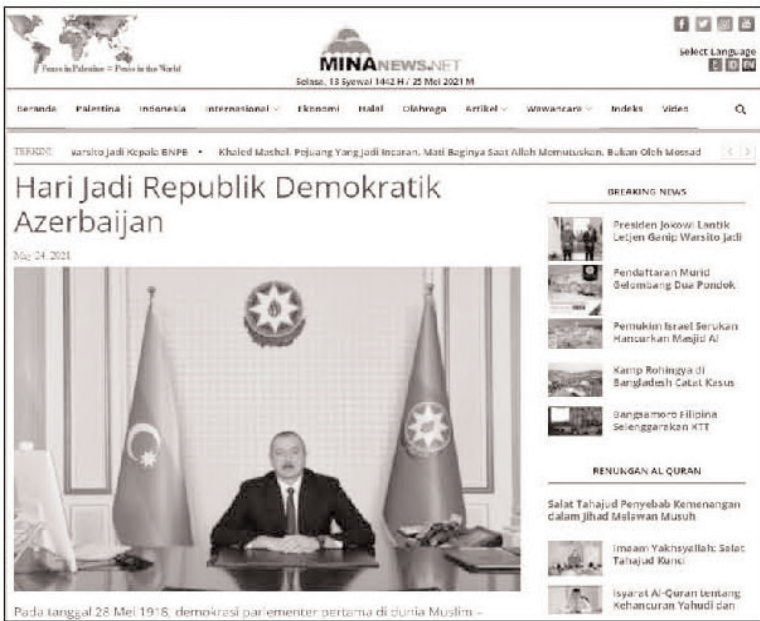 Peace in Palestine = Peace in the World
MINANEWS.NET
Selasa, 13 Syawal 1442 H / 25 Mei 2021 M
Select Language
ID EN
Beranda Palestina Indonesia Internasional Ekonomi Halal Olahraga Artikel Wawancara Indeks Video
TERKINI warsito Jadi Kepala BNPB • Khaled Mashal, Pejuang Yang Jadi Incaran, Mati Baginya Saat Allah Memutuskan, Bukan Oleh Mossad
Hari Jadi Republik Demokratik
Azerbaijan
May 24, 2021
Pada tanggal 28 Mei 1918, demokrasi parlementer pertama di dunia Muslim –
BREAKING NEWS
Presiden Jokowi Lantik
Letjen Ganip Warsito Jadi
Pendaftaran Murid
Gelombang Dua Pondok
Pemukim Israel Serukan
Hancurkan Masjid Al
Kamp Rohingya di
Bangladesh Catat Kasus
Bangsamoro Filipina
Selenggarakan KTT
RENUNGAN AL QURAN
Salat Tahajud Penyebab Kemenangan
dalam Jihad Melawan Musuh
Imaam Yakhsyallah: Salat
Tahajud Kunci
Isyarat Al-Quran tentang
Kehancuran Yahudi dan